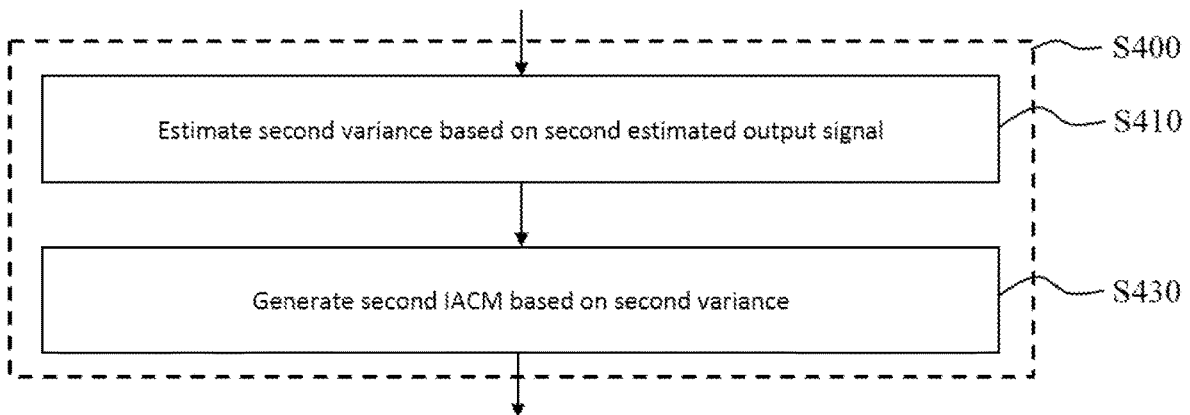 S400
Estimate second variance based on second estimated output signal
S410
Generate second IACM based on second variance
S430